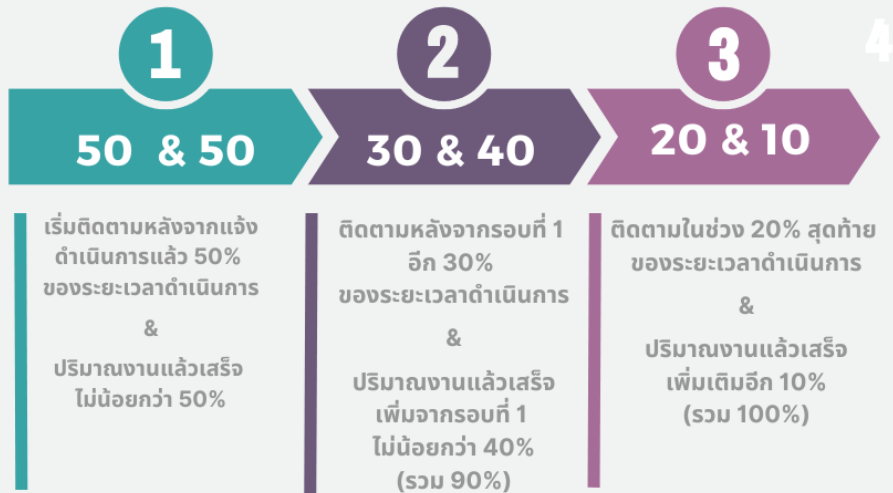 1
50 & 50
เริ่มติดตามหลังจากแจ้ง
ดำเนินการแล้ว 50%
ของระยะเวลาดำเนินการ
&
ปริมาณงานแล้วเสร็จ
ไม่น้อยกว่า 50%
2
30 & 40
ติดตามหลังจากรอบที่ 1
อีก 30%
ของระยะเวลาดำเนินการ
&
ปริมาณงานแล้วเสร็จ
เพิ่มจากรอบที่ 1
ไม่น้อยกว่า 40%
(รวม 90%)
3
20 & 10
ติดตามในช่วง 20% สุดท้าย
ของระยะเวลาดำเนินการ
&
ปริมาณงานแล้วเสร็จ
เพิ่มเติมอีก 10%
(รวม 100%)
4